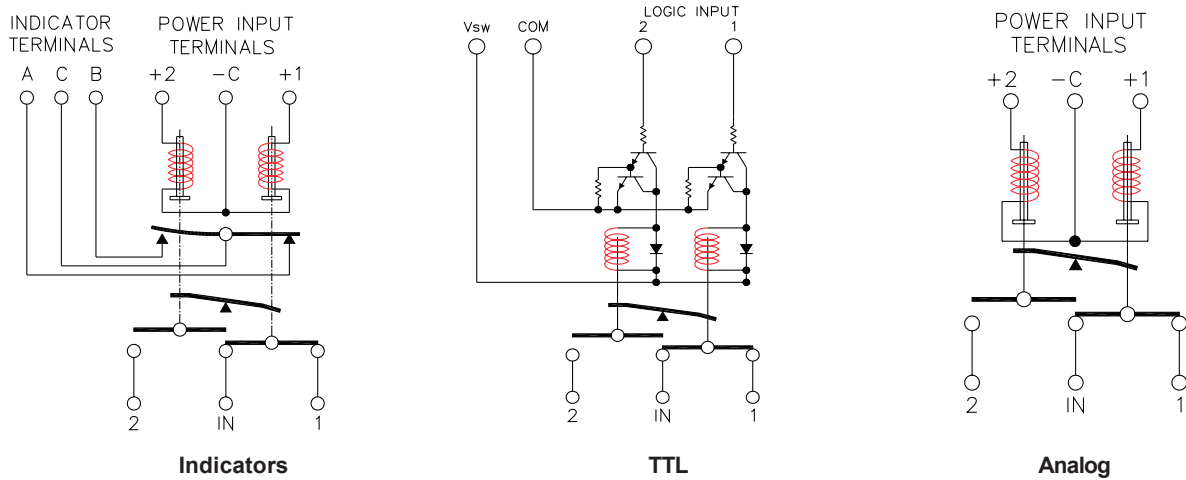 INDICATOR
TERMINALS
A C B
POWER INPUT
TERMINALS
+2 -C +1
2 IN 1
Indicators
LOGIC INPUT
Vsw COM 2 1
2 IN 1
TTL
POWER INPUT
TERMINALS
+2 -C +1
2 IN 1
Analog